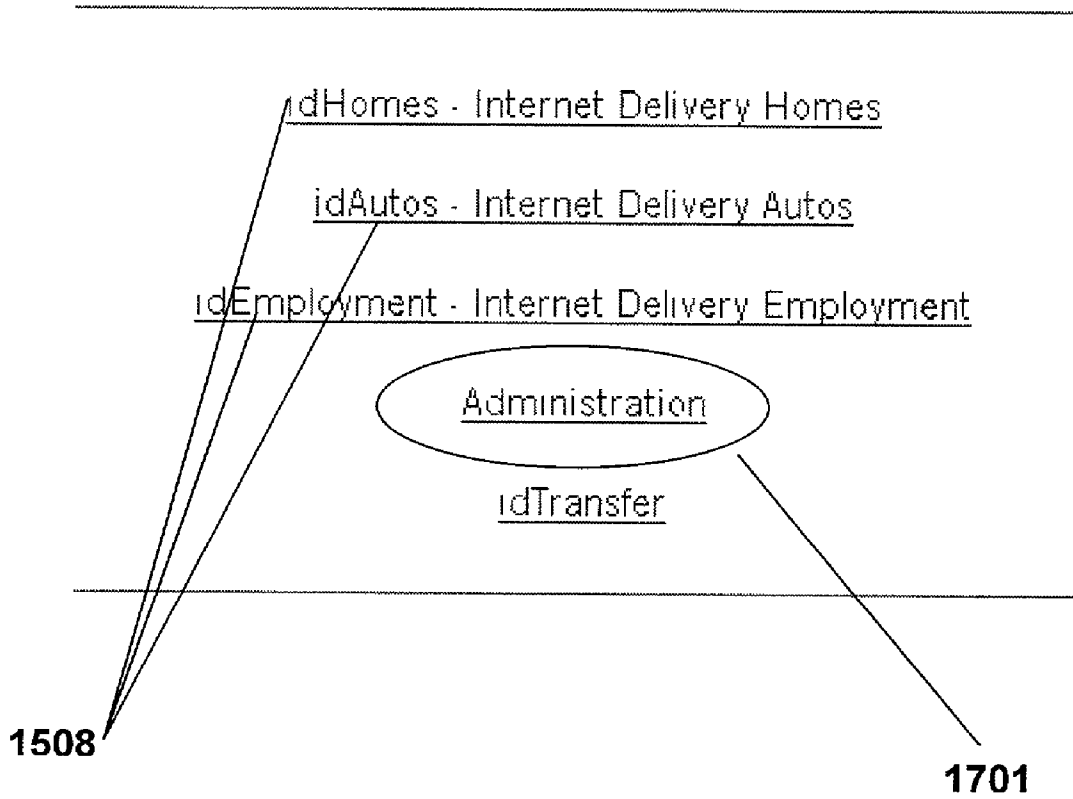 idHomes - Internet Delivery Homes
idAutos - Internet Delivery Autos
idEmployment - Internet Delivery Employment
Administration
idTransfer
1508
1701